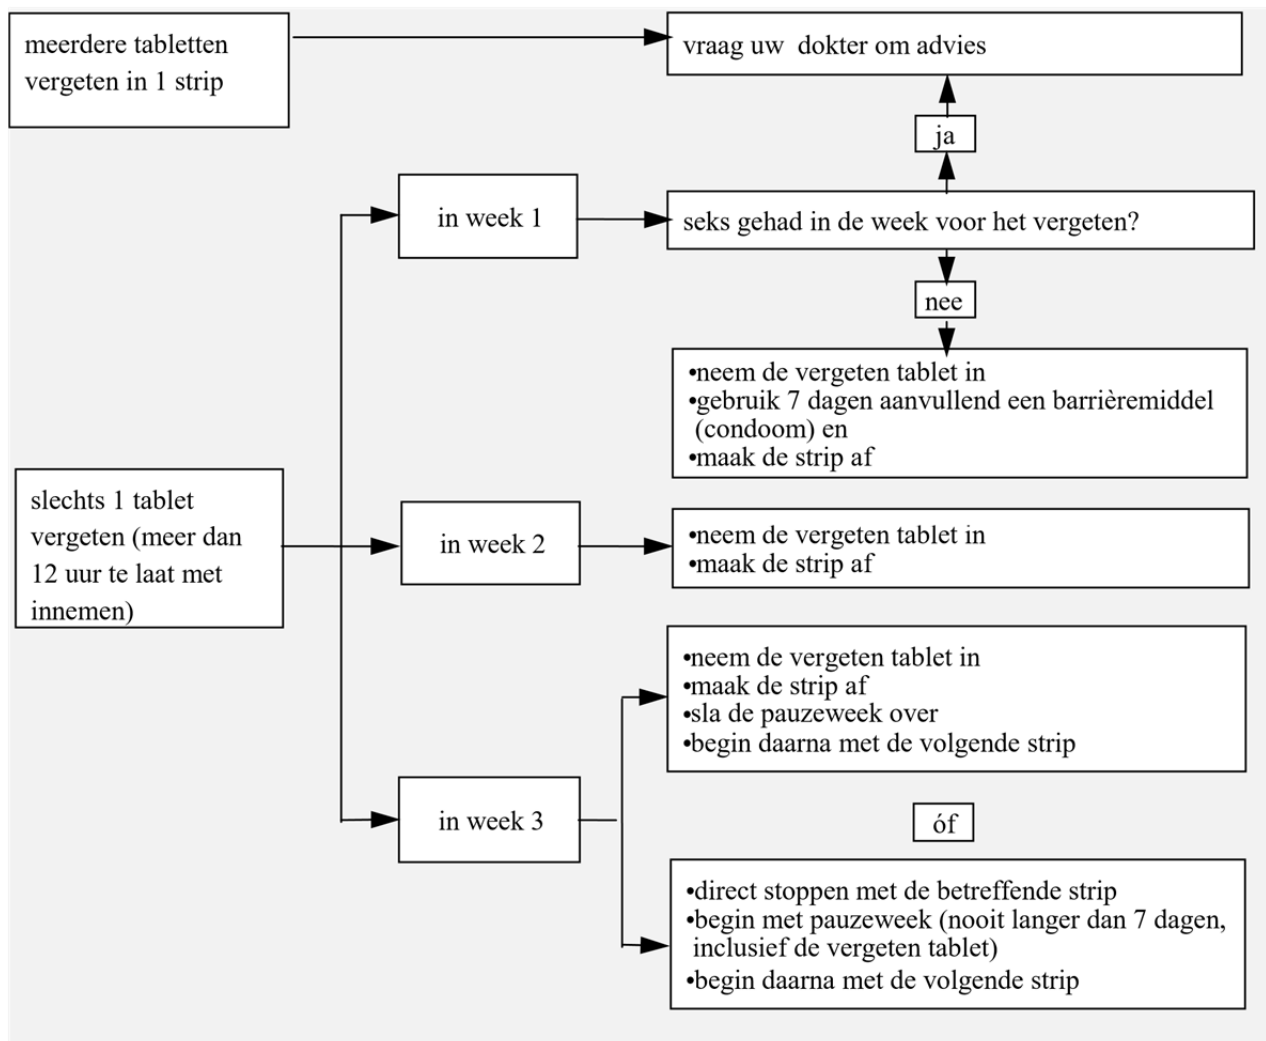 meerdere tabletten
vergeten in 1 strip
vraag uw dokter om advies
ja
in week 1
seks gehad in de week voor het vergeten?
nee
•neem de vergeten tablet in
•gebruik 7 dagen aanvullend een barrièremiddel
(condoom) en
•maak de strip af
slechts 1 tablet
vergeten (meer dan
12 uur te laat met
innemen)
in week 2
•neem de vergeten tablet in
•maak de strip af
in week 3
•neem de vergeten tablet in
•maak de strip af
•sla de pauzeweek over
•begin daarna met de volgende strip
óf
•direct stoppen met de betreffende strip
•begin met pauzeweek (nooit langer dan 7 dagen,
inclusief de vergeten tablet)
•begin daarna met de volgende strip